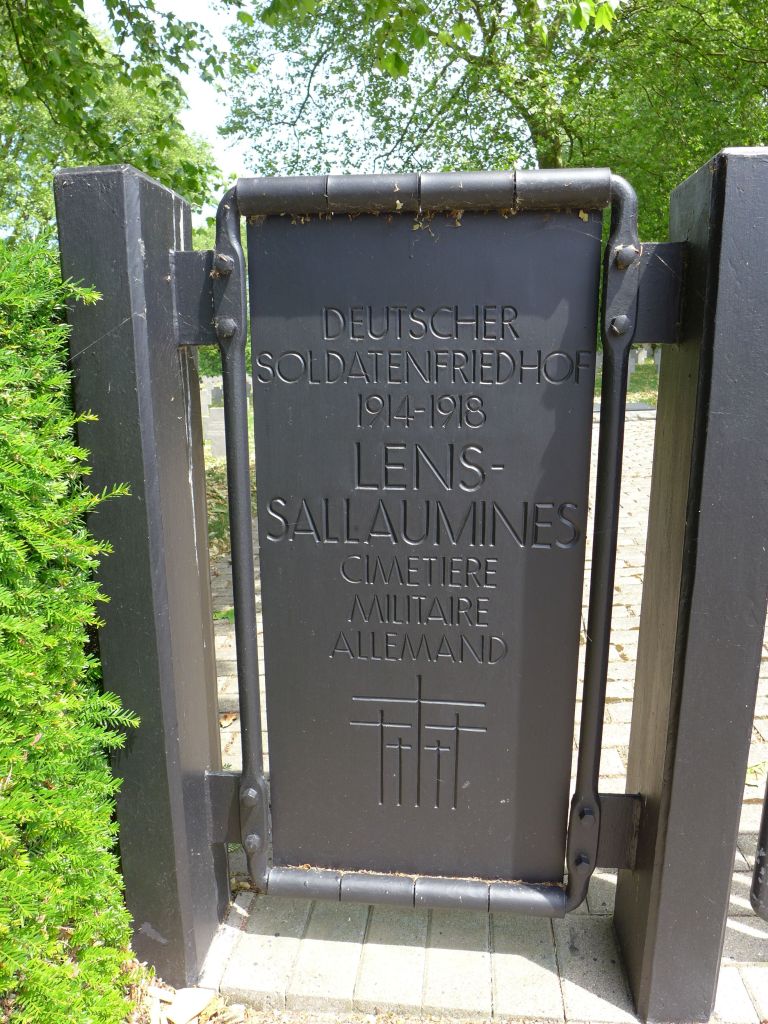 DEUTSCHER
SOLDATENFRIEDHOF
1914-1918
LENS-
SALLAUMINES
CIMETIERE
MILITAIRE
ALLEMAND